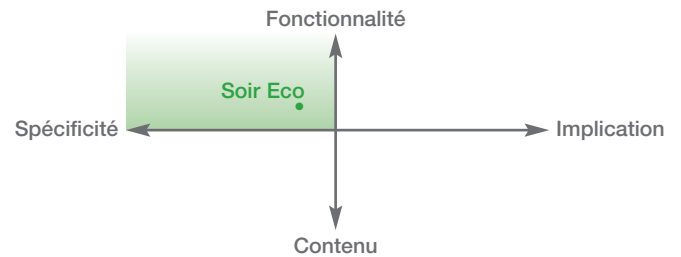 Fonctionnalité
Soir Eco
Spécificité
Implication
Contenu